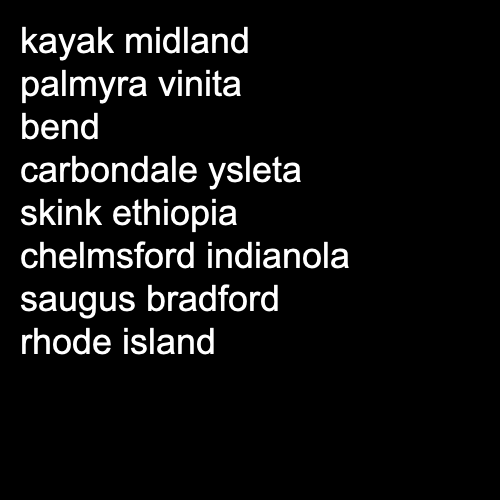 kayak midland
palmyra vinita
bend
carbondale ysleta
skink ethiopia
chelmsford indianola
saugus bradford
rhode island